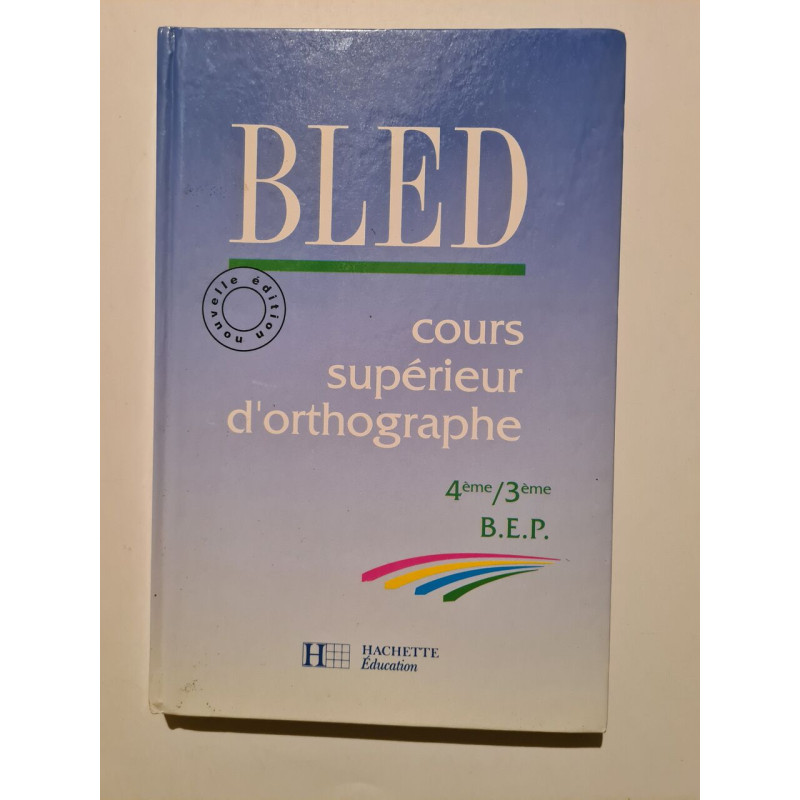 BLED
nouvelle édition
cours
supérieur
d'orthographe
4ème/3ème
B.E.P.
H HACHETTE
Éducation